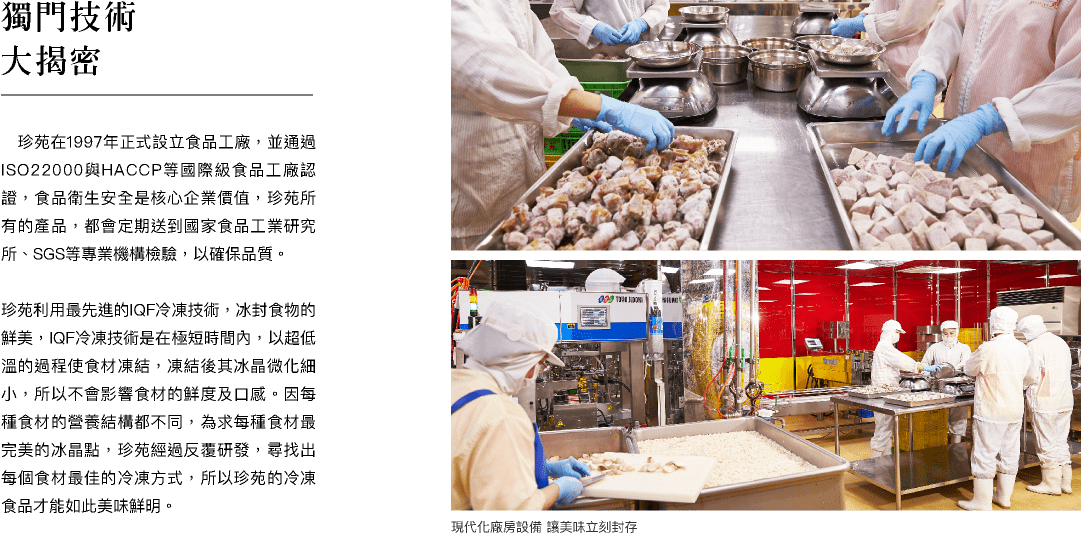 獨門技術
大揭密
珍苑在1997年正式設立食品工廠，並通過
ISO22000與HACCP等國際級食品工廠認
證，食品衛生安全是核心企業價值，珍苑所
有的產品，都會定期送到國家食品工業研究
所、SGS等專業機構檢驗，以確保品質。
珍苑利用最先進的IQF冷凍技術，冰封食物的
鮮美，IQF冷凍技術是在極短時間內，以超低
溫的過程使食材凍結，凍結後其冰晶微化細
小，所以不會影響食材的鮮度及口感。因每
種食材的營養結構都不同，為求每種食材最
完美的冰晶點，珍苑經過反覆研發，尋找出
每個食材最佳的冷凍方式，所以珍苑的冷凍
食品才能如此美味鮮明。
現代化廠房設備 讓美味立刻封存